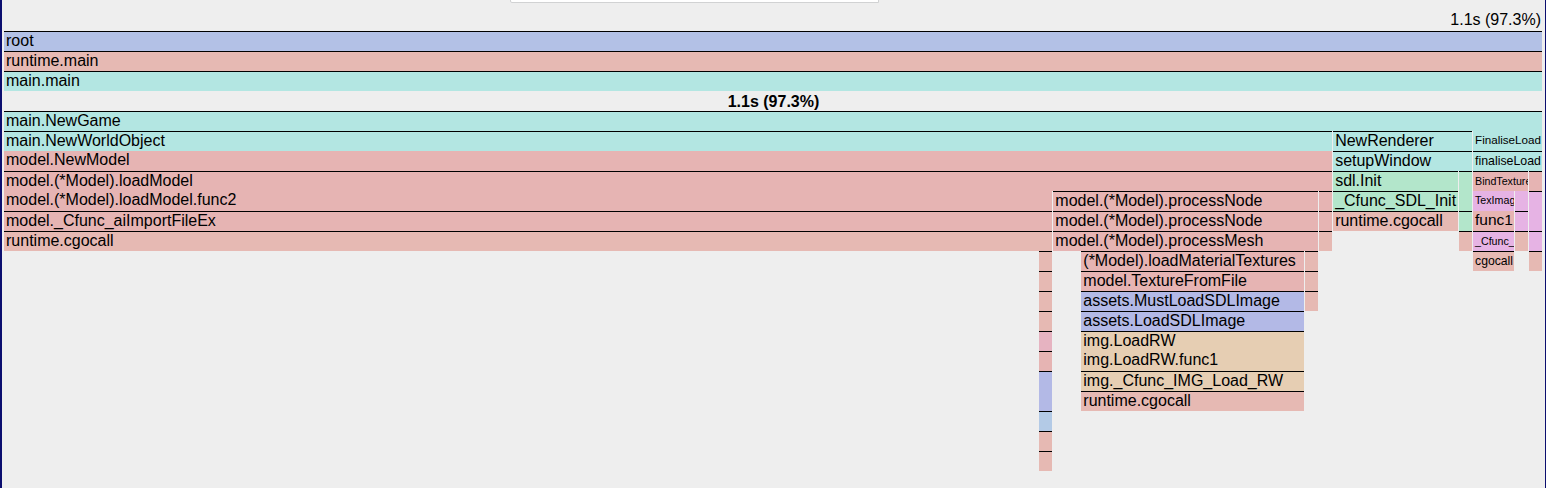 1.1s (97.3%)
root
runtime.main
main.main
1.1s (97.3%)
main.NewGame
main.NewWorldObject NewRenderer FinaliseLoad
model.NewModel setupWindow finaliseLoad
model.(*Model).loadModel sdl.Init BindTexture
model.(*Model).loadModel.func2 model.(*Model).processNode _Cfunc_SDL_Init TexImag
model._Cfunc_aiImportFileEx model.(*Model).processNode runtime.cgocall func1
runtime.cgocall model.(*Model).processMesh _Cfunc_
(*Model).loadMaterialTextures cgocall
model.TextureFromFile
assets.MustLoadSDLImage
assets.LoadSDLImage
img.LoadRW
img.LoadRW.func1
img._Cfunc_IMG_Load_RW
runtime.cgocall